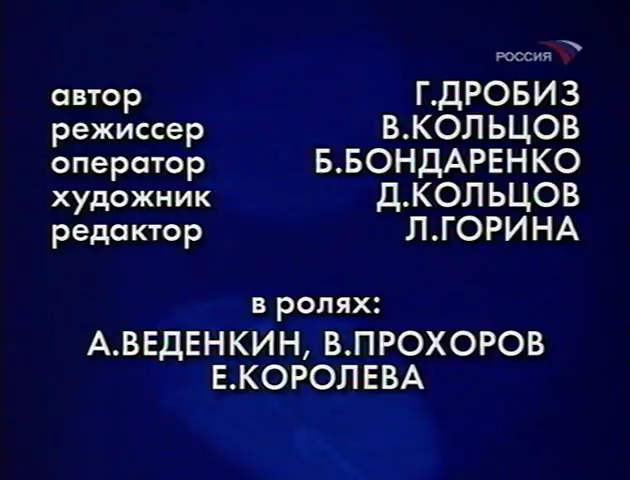 РОССИЯ
автор Г.ДРОБИЗ
режиссер В.КОЛЬЦОВ
оператор Б.БОНДАРЕНКО
художник Д.КОЛЬЦОВ
редактор Л.ГОРИНА
в ролях:
А.ВЕДЕНКИН, В.ПРОХОРОВ
Е.КОРОЛЕВА